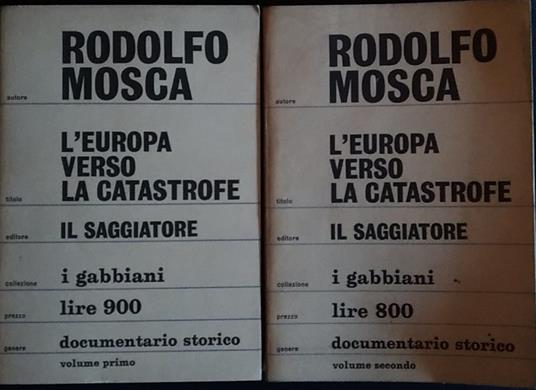 RODOLFO
MOSCA
autore
L'EUROPA
VERSO
LA CATASTROFE
titolo
IL SAGGIATORE
editore
i gabbiani
collezione
lire 900
prezzo
documentario storico
genere
volume primo
RODOLFO
MOSCA
autore
L'EUROPA
VERSO
LA CATASTROFE
titolo
IL SAGGIATORE
editore
i gabbiani
collezione
lire 800
prezzo
documentario storico
genere
volume secondo